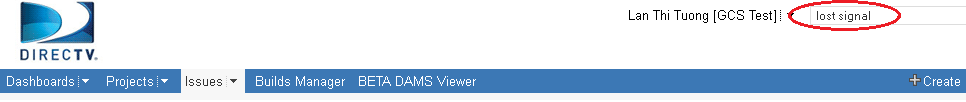 Lan Thi Tuong [GCS Test]
lost signal
DIRECTV.
Dashboards Projects Issues Builds Manager BETA DAMS Viewer + Create